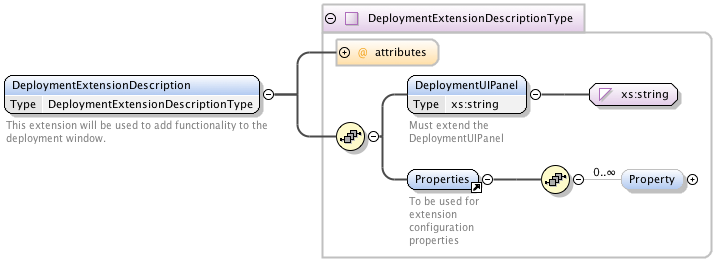 DeploymentExtensionDescriptionType
@ attributes
DeploymentExtensionDescription
Type DeploymentExtensionDescriptionType
This extension will be used to add functionality to the
deployment window.
DeploymentUIPanel
Type xs:string
xs:string
Must extend the
DeploymentUIPanel
Properties
0..∞
Property
To be used for
extension
configuration
properties